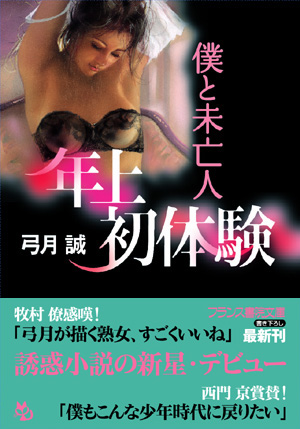 僕と未亡人
年上
初体験
弓月 誠
牧村 僚感嘆!
「弓月が描く熟女、すごくいいね」
フランス書院文庫
書き下ろし
最新刊
誘惑小説の新星・デビュー
西門 京賞賛!
「僕もこんな少年時代に戻りたい」